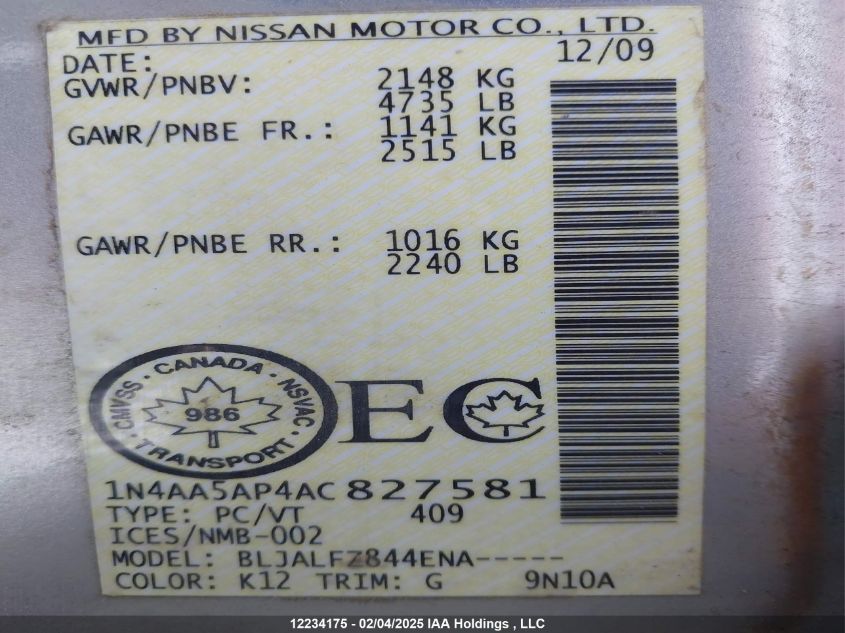 MFD BY NISSAN MOTOR CO., LTD.
DATE: 12/09
GVWR/PNBV: 2148 KG
4735 LB
GAWR/PNBE FR.: 1141 KG
2515 LB
GAWR/PNBE RR.: 1016 KG
2240 LB
CANADA · NSVAC · TRANSPORT · CMVSS ·
986
EC
1N4AA5AP4AC827581
TYPE: PC/VT 409
ICES/NMB-002
MODEL: BLJALFZ844ENA-----
COLOR: K12 TRIM: G 9N10A
12234175 - 02/04/2025 IAA Holdings , LLC